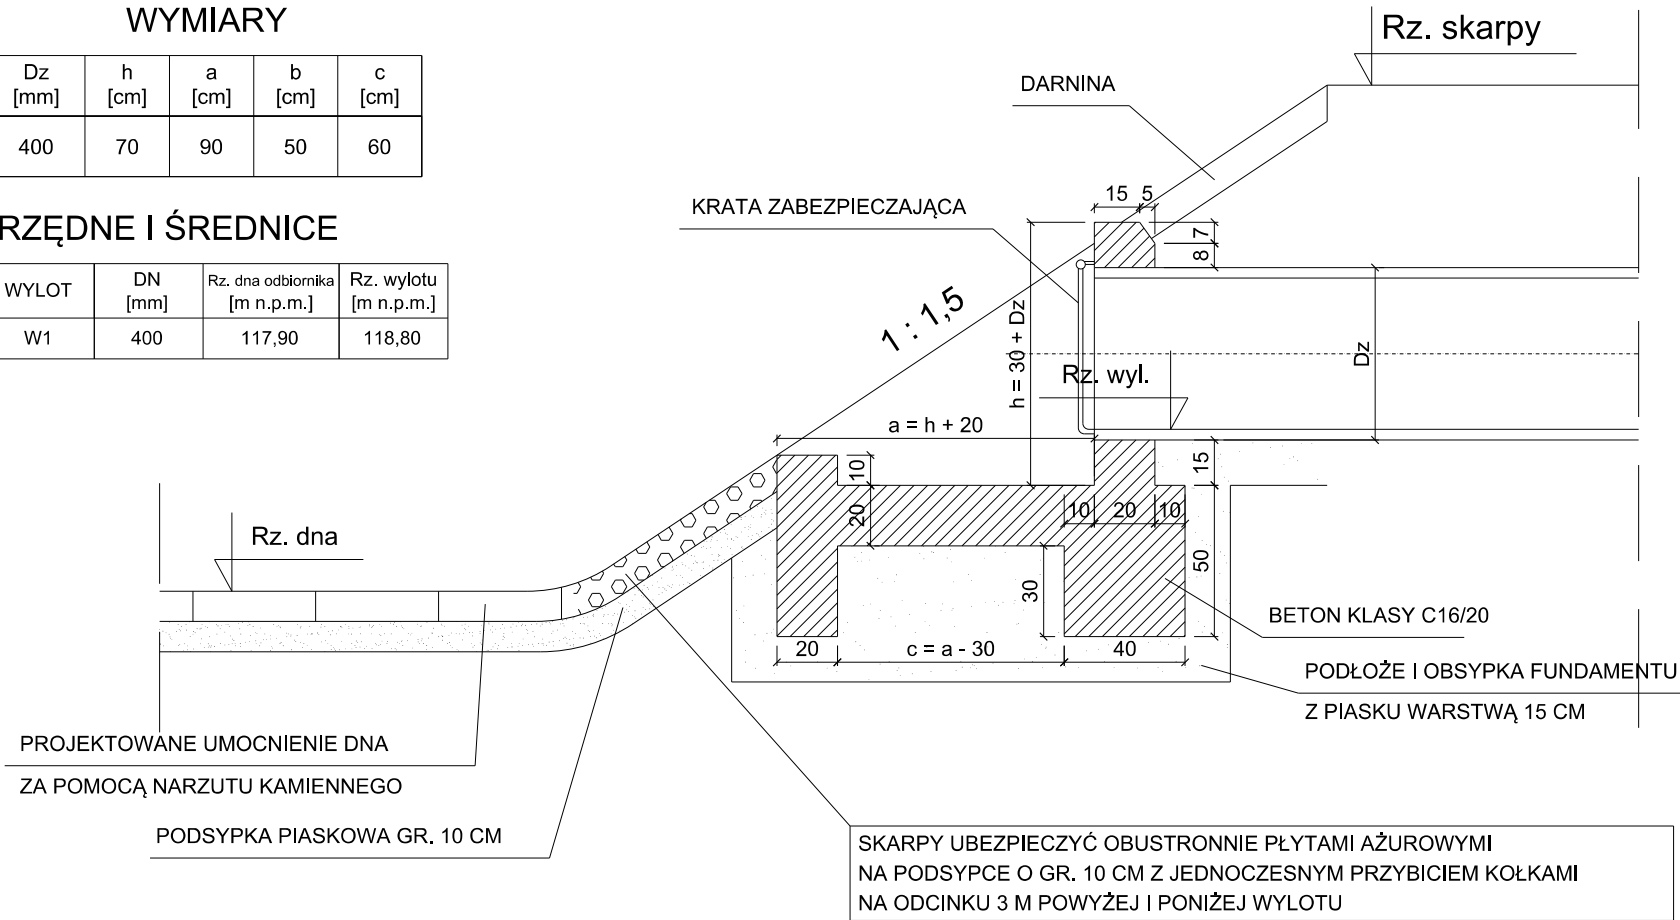 WYMIARY
Dz h a b c
[mm] [cm] [cm] [cm] [cm]
400 70 90 50 60
RZĘDNE I ŚREDNICE
WYLOT DN Rz. dna odbiornika Rz. wylotu
[mm] [m n.p.m.] [m n.p.m.]
W1 400 117,90 118,80
Rz. skarpy
DARNINA
KRATA ZABEZPIECZAJĄCA
15 5
7
8
1 : 1,5
h = 30 + Dz
Dz
Rz. wyl.
a = h + 20
10
20
15
10 20 10
50
30
Rz. dna
BETON KLASY C16/20
20 c = a - 30 40
PODŁOŻE I OBSYPKA FUNDAMENTU
Z PIASKU WARSTWĄ 15 CM
PROJEKTOWANE UMOCNIENIE DNA
ZA POMOCĄ NARZUTU KAMIENNEGO
PODSYPKA PIASKOWA GR. 10 CM
SKARPY UBEZPIECZYĆ OBUSTRONNIE PŁYTAMI AŻUROWYMI
NA PODSYPCE O GR. 10 CM Z JEDNOCZESNYM PRZYBICIEM KOŁKAMI
NA ODCINKU 3 M POWYŻEJ I PONIŻEJ WYLOTU